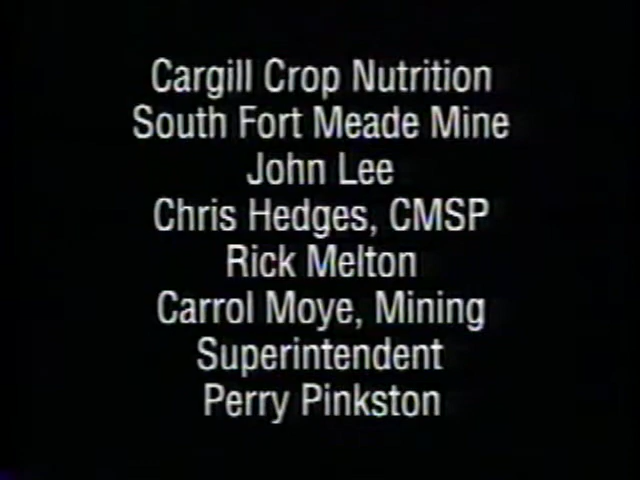 Cargill Crop Nutrition
South Fort Meade Mine
John Lee
Chris Hedges, CMSP
Rick Melton
Carrol Moye, Mining
Superintendent
Perry Pinkston